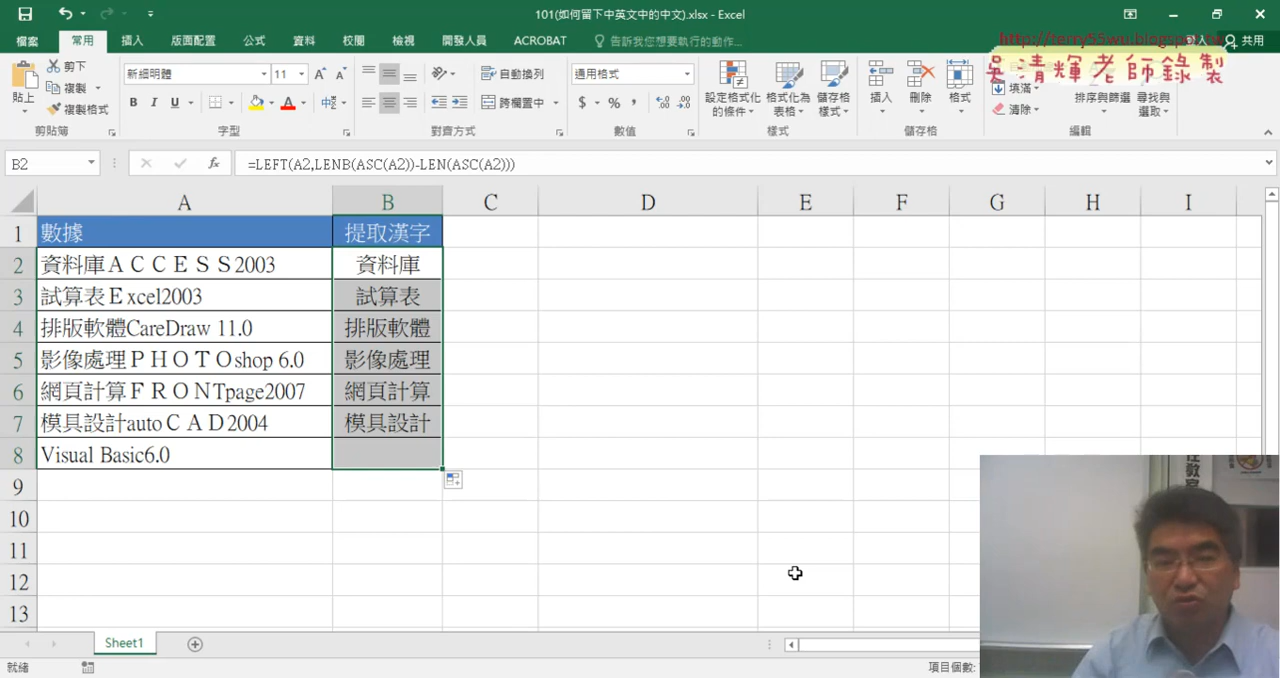 101(如何留下中英文中的中文).xlsx - Excel
檔案 常用 插入 版面配置 公式 資料 校閱 檢視 開發人員 ACROBAT 告訴我您想要執行的動作... 共用
http://terry55wu.blogspot.tw
吳清輝老師錄製
貼上 剪下 複製 複製格式
新細明體 11
自動換列 跨欄置中
通用格式
設定格式化的條件 格式化為表格 儲存格樣式
插入 刪除 格式
填滿 清除 排序與篩選 尋找與選取
剪貼簿 字型 對齊方式 數值 樣式 儲存格 編輯
B2 fx =LEFT(A2,LENB(ASC(A2))-LEN(ASC(A2)))
A B C D E F G H I
1 數據 提取漢字
2 資料庫ＡＣＣＥＳＳ2003 資料庫
3 試算表Ｅxcel2003 試算表
4 排版軟體CareDraw 11.0 排版軟體
5 影像處理ＰＨＯＴＯshop 6.0 影像處理
6 網頁計算ＦＲＯＮTpage2007 網頁計算
7 模具設計autoＣＡＤ2004 模具設計
8 Visual Basic6.0
9
10
11
12
13
Sheet1
就緒 項目個數: